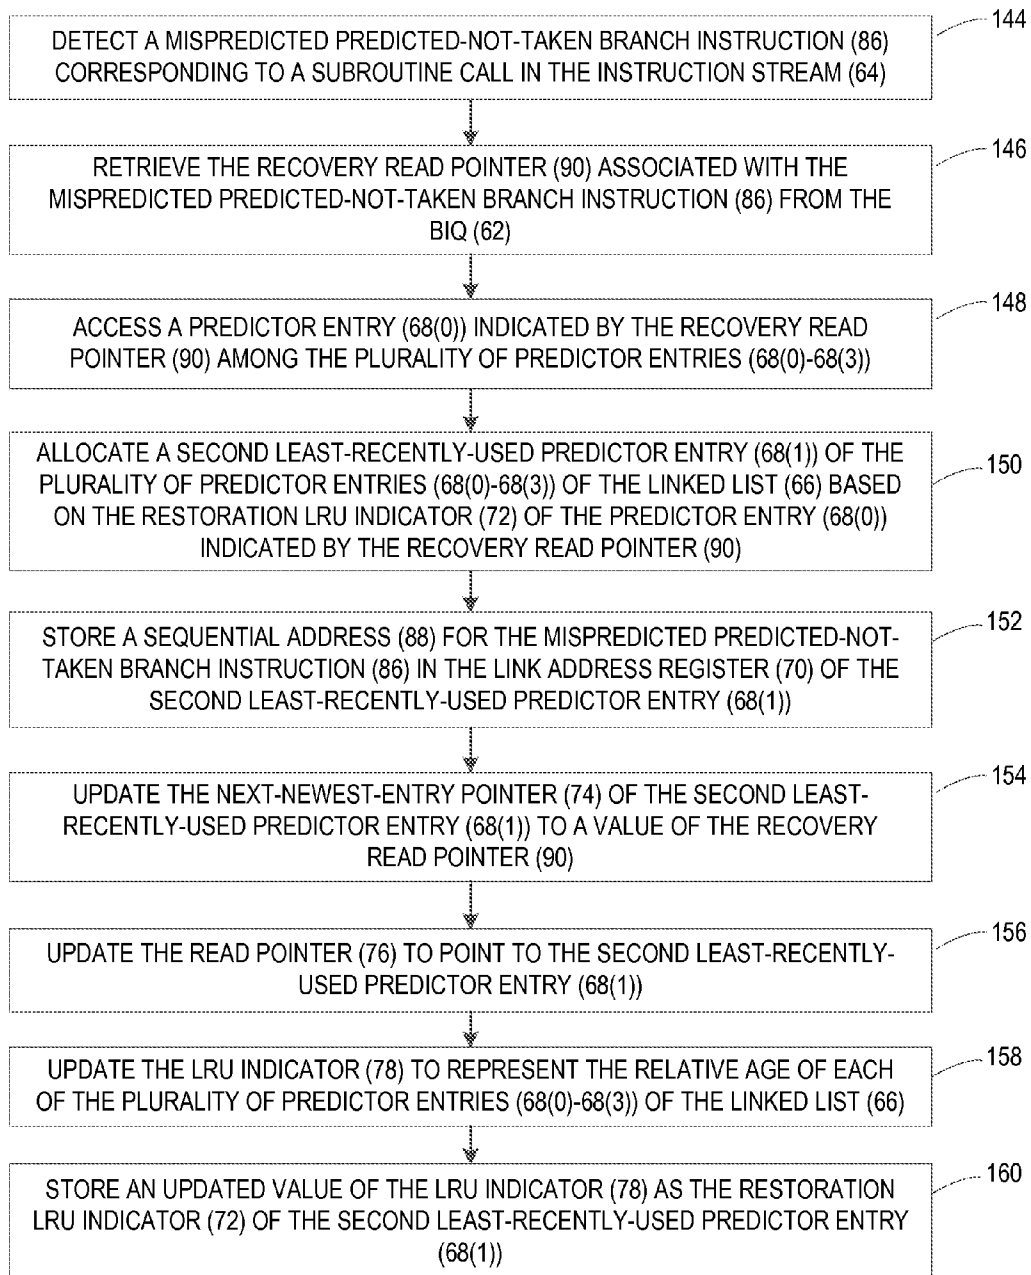 144
DETECT A MISPREDICTED PREDICTED-NOT-TAKEN BRANCH INSTRUCTION (86)
CORRESPONDING TO A SUBROUTINE CALL IN THE INSTRUCTION STREAM (64)
146
RETRIEVE THE RECOVERY READ POINTER (90) ASSOCIATED WITH THE
MISPREDICTED PREDICTED-NOT-TAKEN BRANCH INSTRUCTION (86) FROM THE
BIQ (62)
148
ACCESS A PREDICTOR ENTRY (68(0)) INDICATED BY THE RECOVERY READ
POINTER (90) AMONG THE PLURALITY OF PREDICTOR ENTRIES (68(0)-68(3))
150
ALLOCATE A SECOND LEAST-RECENTLY-USED PREDICTOR ENTRY (68(1)) OF THE
PLURALITY OF PREDICTOR ENTRIES (68(0)-68(3)) OF THE LINKED LIST (66) BASED
ON THE RESTORATION LRU INDICATOR (72) OF THE PREDICTOR ENTRY (68(0))
INDICATED BY THE RECOVERY READ POINTER (90)
152
STORE A SEQUENTIAL ADDRESS (88) FOR THE MISPREDICTED PREDICTED-NOT-
TAKEN BRANCH INSTRUCTION (86) IN THE LINK ADDRESS REGISTER (70) OF THE
SECOND LEAST-RECENTLY-USED PREDICTOR ENTRY (68(1))
154
UPDATE THE NEXT-NEWEST-ENTRY POINTER (74) OF THE SECOND LEAST-
RECENTLY-USED PREDICTOR ENTRY (68(1)) TO A VALUE OF THE RECOVERY
READ POINTER (90)
156
UPDATE THE READ POINTER (76) TO POINT TO THE SECOND LEAST-RECENTLY-
USED PREDICTOR ENTRY (68(1))
158
UPDATE THE LRU INDICATOR (78) TO REPRESENT THE RELATIVE AGE OF EACH
OF THE PLURALITY OF PREDICTOR ENTRIES (68(0)-68(3)) OF THE LINKED LIST (66)
160
STORE AN UPDATED VALUE OF THE LRU INDICATOR (78) AS THE RESTORATION
LRU INDICATOR (72) OF THE SECOND LEAST-RECENTLY-USED PREDICTOR ENTRY
(68(1))